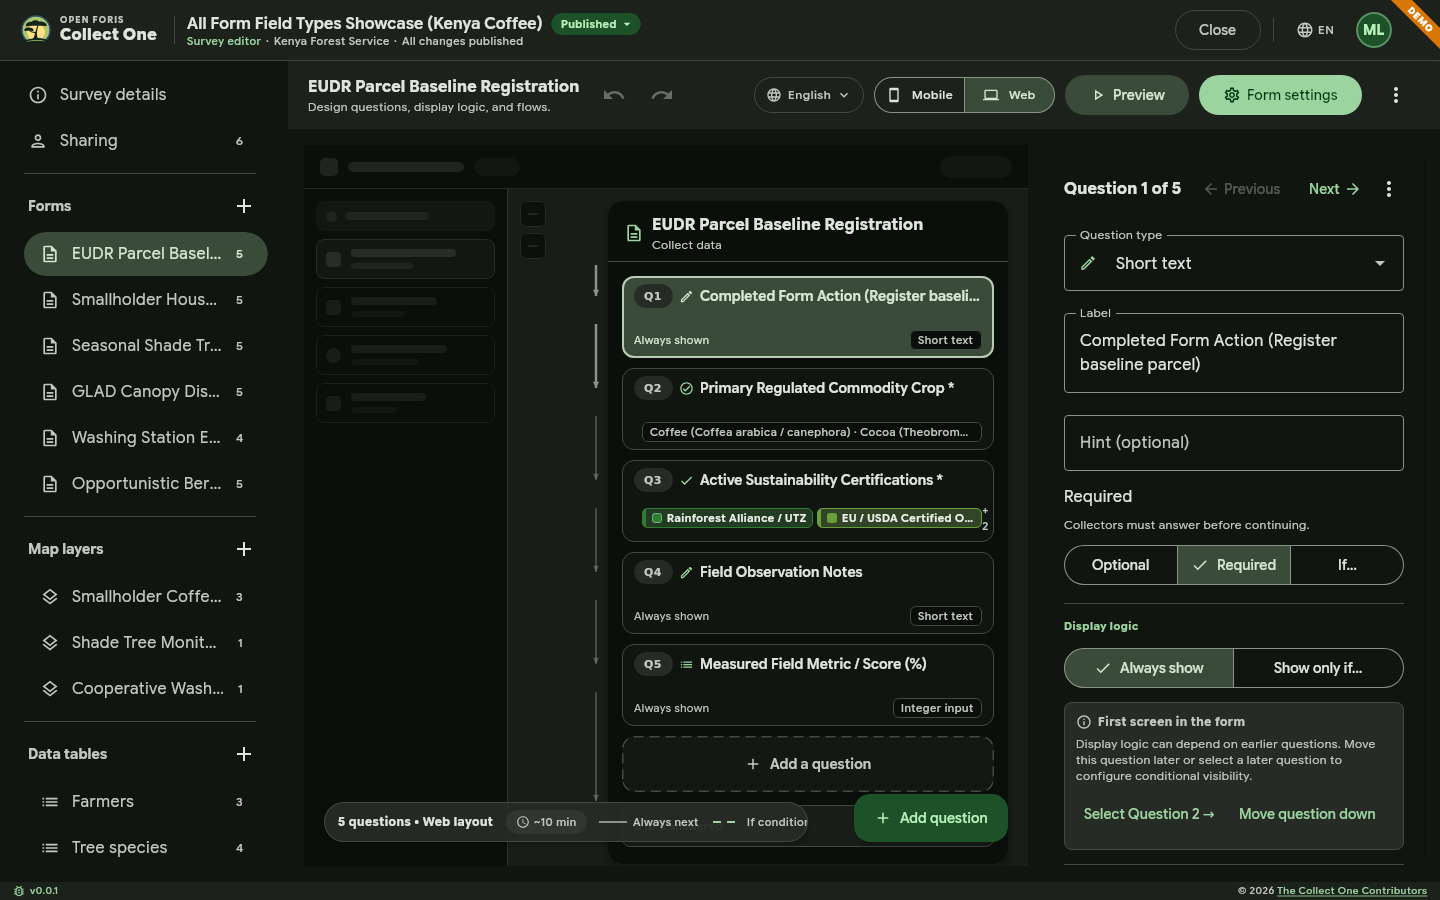 OPEN FORIS
Collect One
All Form Field Types Showcase (Kenya Coffee)
Published
Survey editor · Kenya Forest Service · All changes published
Close
EN
ML
DEMO
Survey details
Sharing 6
Forms
EUDR Parcel Basel... 5
Smallholder Hous... 5
Seasonal Shade Tr... 5
GLAD Canopy Dis... 5
Washing Station E... 4
Opportunistic Ber... 5
Map layers
Smallholder Coffe... 3
Shade Tree Monit... 1
Cooperative Wash... 1
Data tables
Farmers 3
Tree species 4
EUDR Parcel Baseline Registration
Design questions, display logic, and flows.
English
Mobile
Web
Preview
Form settings
EUDR Parcel Baseline Registration
Collect data
Q1 Completed Form Action (Register baseli...
Always shown Short text
Q2 Primary Regulated Commodity Crop *
Coffee (Coffea arabica / canephora) · Cocoa (Theobrom...
Q3 Active Sustainability Certifications *
Rainforest Alliance / UTZ EU / USDA Certified O... + 2
Q4 Field Observation Notes
Always shown Short text
Q5 Measured Field Metric / Score (%)
Always shown Integer input
Add a question
5 questions • Web layout ~10 min Always next If condition
Add question
Question 1 of 5
Previous
Next
Question type
Short text
Label
Completed Form Action (Register
baseline parcel)
Hint (optional)
Required
Collectors must answer before continuing.
Optional Required If...
Display logic
Always show Show only if...
First screen in the form
Display logic can depend on earlier questions. Move
this question later or select a later question to
configure conditional visibility.
Select Question 2 → Move question down
v0.0.1
© 2026 The Collect One Contributors